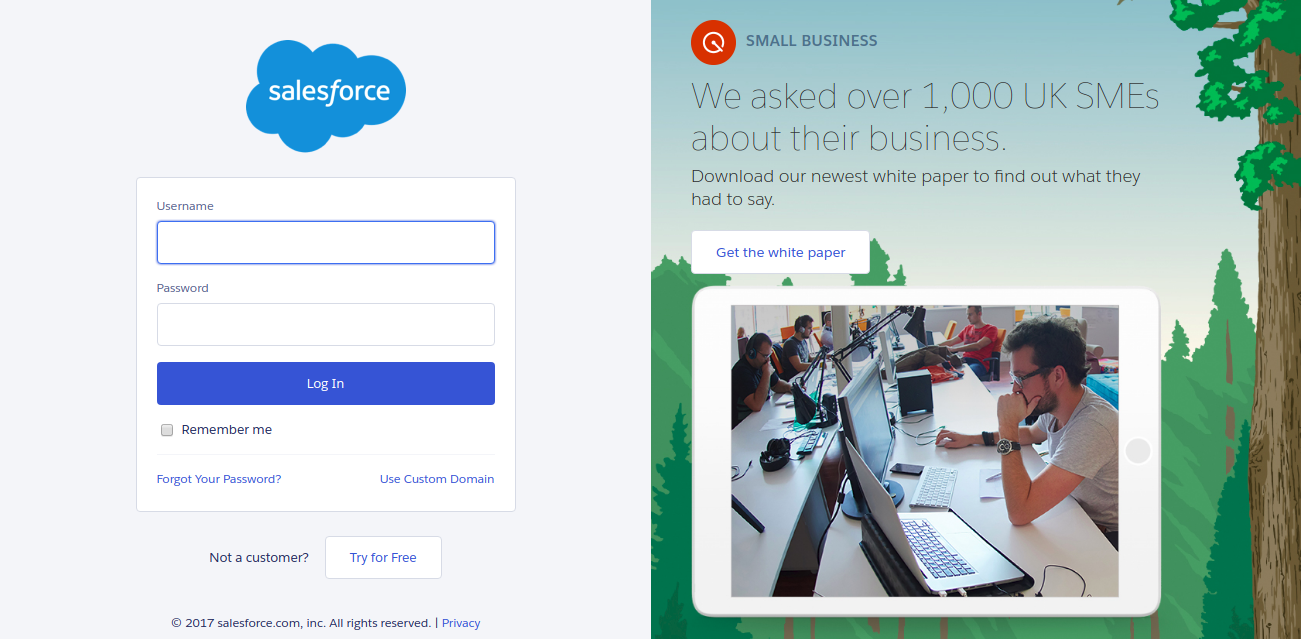 salesforce
Username
Password
Log In
Remember me
Forgot Your Password? Use Custom Domain
Not a customer? Try for Free
© 2017 salesforce.com, inc. All rights reserved. | Privacy
SMALL BUSINESS
We asked over 1,000 UK SMEs
about their business.
Download our newest white paper to find out what they
had to say.
Get the white paper